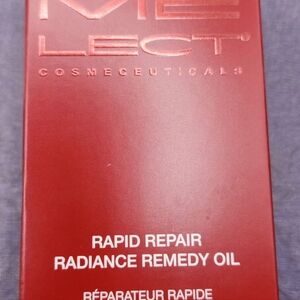 ME
LECT®
COSMECEUTICALS
RAPID REPAIR
RADIANCE REMEDY OIL
RÉPARATEUR RAPIDE